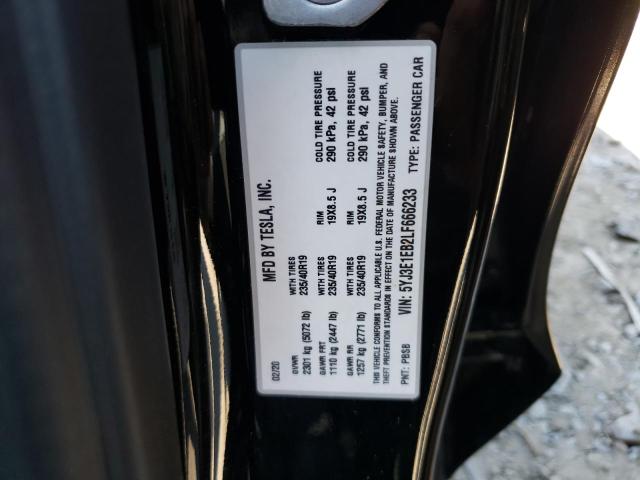 MFD BY TESLA, INC.
02/20
GVWR WITH TIRES RIM COLD TIRE PRESSURE
2301 kg (5072 lb) 235/40R19 19X8.5 J 290 kPa, 42 psi
GAWR FRT WITH TIRES
1110 kg (2447 lb) 235/40R19
GAWR RR WITH TIRES RIM COLD TIRE PRESSURE
1257 kg (2771 lb) 235/40R19 19X8.5 J 290 kPa, 42 psi
THIS VEHICLE CONFORMS TO ALL APPLICABLE U.S. FEDERAL MOTOR VEHICLE SAFETY, BUMPER, AND
THEFT PREVENTION STANDARDS IN EFFECT ON THE DATE OF MANUFACTURE SHOWN ABOVE.
VIN: 5YJ3E1EB2LF666233
PNT: PBSB TYPE: PASSENGER CAR